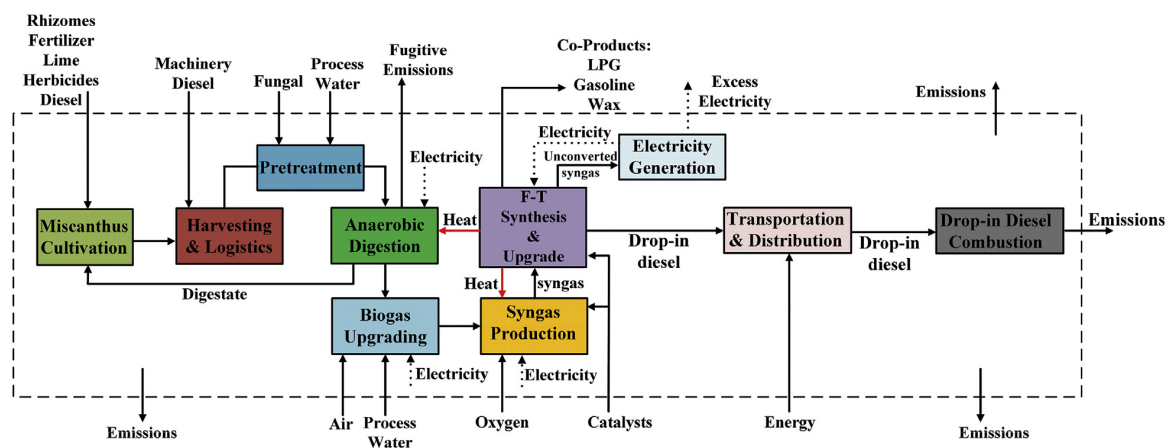 Rhizomes
Fertilizer
Lime
Herbicides
Diesel
Machinery
Diesel
Fungal
Process
Water
Fugitive
Emissions
Co-Products:
LPG
Gasoline
Wax
Excess
Electricity
Emissions
Electricity
Electricity
Unconverted
syngas
Electricity
Generation
Pretreatment
Miscanthus
Cultivation
Harvesting
& Logistics
Anaerobic
Digestion
Heat
F-T
Synthesis
&
Upgrade
Drop-in
diesel
Transportation
& Distribution
Drop-in
diesel
Drop-in Diesel
Combustion
Emissions
Digestate
Heat
syngas
Biogas
Upgrading
Syngas
Production
Electricity
Electricity
Emissions
Air
Process
Water
Oxygen
Catalysts
Energy
Emissions